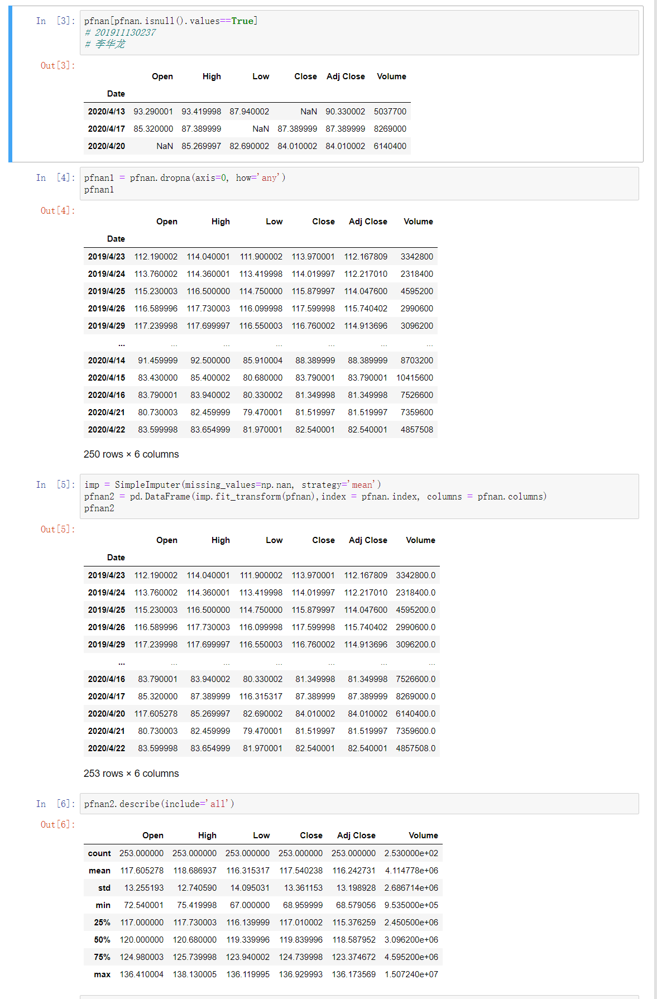 In [3]: pfnan[pfnan.isnull().values==True]
# 201911130237
# 李华龙
Out[3]:
Open High Low Close Adj Close Volume
Date
2020/4/13 93.290001 93.419998 87.940002 NaN 90.330002 5037700
2020/4/17 85.320000 87.389999 NaN 87.389999 87.389999 8269000
2020/4/20 NaN 85.269997 82.690002 84.010002 84.010002 6140400
In [4]: pfnan1 = pfnan.dropna(axis=0, how='any')
pfnan1
Out[4]:
Open High Low Close Adj Close Volume
Date
2019/4/23 112.190002 114.040001 111.900002 113.970001 112.167809 3342800
2019/4/24 113.760002 114.360001 113.419998 114.019997 112.217010 2318400
2019/4/25 115.230003 116.500000 114.750000 115.879997 114.047600 4595200
2019/4/26 116.589996 117.730003 116.099998 117.599998 115.740402 2990600
2019/4/29 117.239998 117.699997 116.550003 116.760002 114.913696 3096200
... ... ... ... ... ... ...
2020/4/14 91.459999 92.500000 85.910004 88.389999 88.389999 8703200
2020/4/15 83.430000 85.400002 80.680000 83.790001 83.790001 10415600
2020/4/16 83.790001 83.940002 80.330002 81.349998 81.349998 7526600
2020/4/21 80.730003 82.459999 79.470001 81.519997 81.519997 7359600
2020/4/22 83.599998 83.654999 81.970001 82.540001 82.540001 4857508
250 rows × 6 columns
In [5]: imp = SimpleImputer(missing_values=np.nan, strategy='mean')
pfnan2 = pd.DataFrame(imp.fit_transform(pfnan),index = pfnan.index, columns = pfnan.columns)
pfnan2
Out[5]:
Open High Low Close Adj Close Volume
Date
2019/4/23 112.190002 114.040001 111.900002 113.970001 112.167809 3342800.0
2019/4/24 113.760002 114.360001 113.419998 114.019997 112.217010 2318400.0
2019/4/25 115.230003 116.500000 114.750000 115.879997 114.047600 4595200.0
2019/4/26 116.589996 117.730003 116.099998 117.599998 115.740402 2990600.0
2019/4/29 117.239998 117.699997 116.550003 116.760002 114.913696 3096200.0
... ... ... ... ... ... ...
2020/4/16 83.790001 83.940002 80.330002 81.349998 81.349998 7526600.0
2020/4/17 85.320000 87.389999 116.315317 87.389999 87.389999 8269000.0
2020/4/20 117.605278 85.269997 82.690002 84.010002 84.010002 6140400.0
2020/4/21 80.730003 82.459999 79.470001 81.519997 81.519997 7359600.0
2020/4/22 83.599998 83.654999 81.970001 82.540001 82.540001 4857508.0
253 rows × 6 columns
In [6]: pfnan2.describe(include='all')
Out[6]:
Open High Low Close Adj Close Volume
count 253.000000 253.000000 253.000000 253.000000 253.000000 2.530000e+02
mean 117.605278 118.686937 116.315317 117.540238 116.242731 4.114778e+06
std 13.255193 12.740590 14.095031 13.361153 13.198928 2.686714e+06
min 72.540001 75.419998 67.000000 68.959999 68.579056 9.535000e+05
25% 117.000000 117.730003 116.139999 117.010002 115.376259 2.450500e+06
50% 120.000000 120.680000 119.339996 119.839996 118.587952 3.096200e+06
75% 124.980003 125.739998 123.940002 124.739998 123.374672 4.595200e+06
max 136.410004 138.130005 136.119995 136.929993 136.173569 1.507240e+07